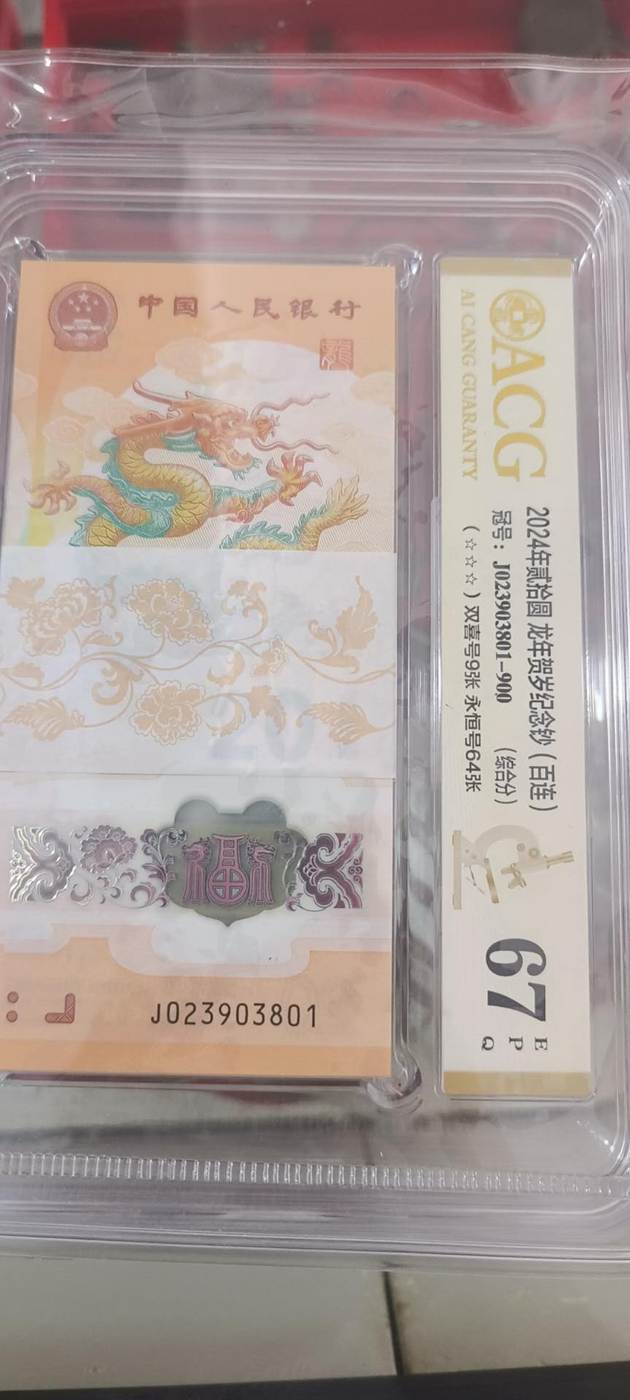 中国人民银行
龍
J023903801
ACG
AI CANG GUARANTY
2024年贰拾圆 龙年贺岁纪念钞（百连）
冠号：J023903801-900 （综合分）
（☆☆☆）双喜号9张 永恒号64张
67
EPQ